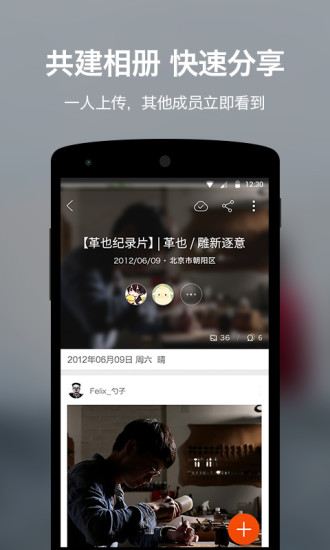 共建相册 快速分享
一人上传，其他成员立即看到
12:30
【革也纪录片】| 革也 / 雕新逐意
2012/06/09 · 北京市朝阳区
36 / 6
2012年06月09日 周六 晴
Felix_勺子